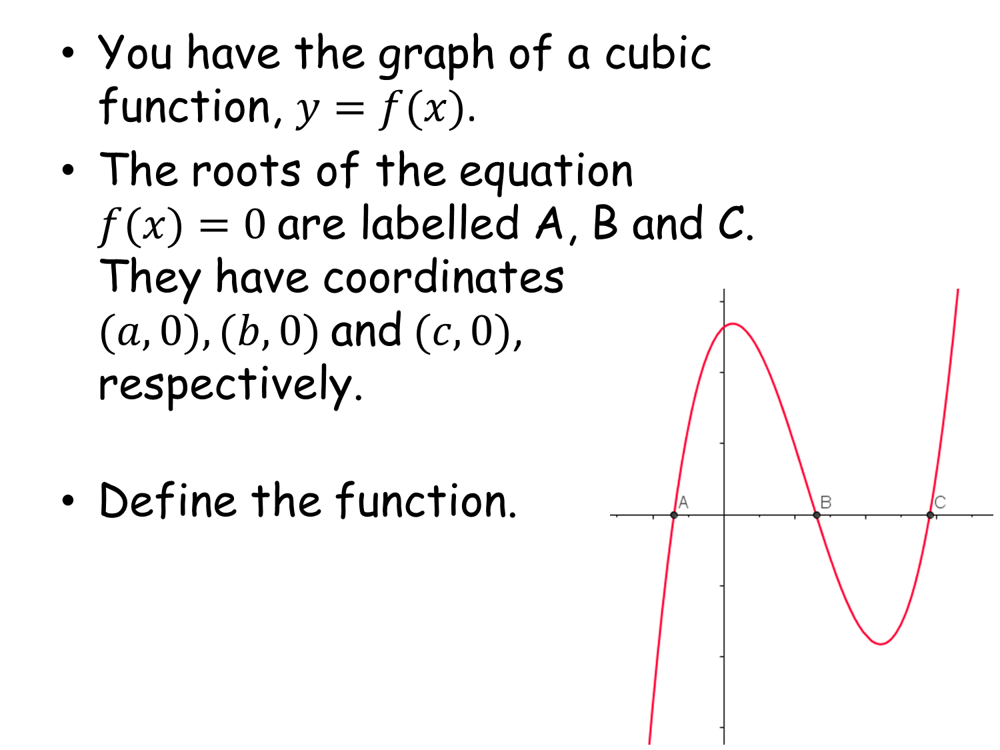 • You have the graph of a cubic
function, 𝑦 = 𝑓(𝑥).
• The roots of the equation
𝑓(𝑥) = 0 are labelled A, B and C.
They have coordinates
(𝑎, 0), (𝑏, 0) and (𝑐, 0),
respectively.
• Define the function.
A
B
C